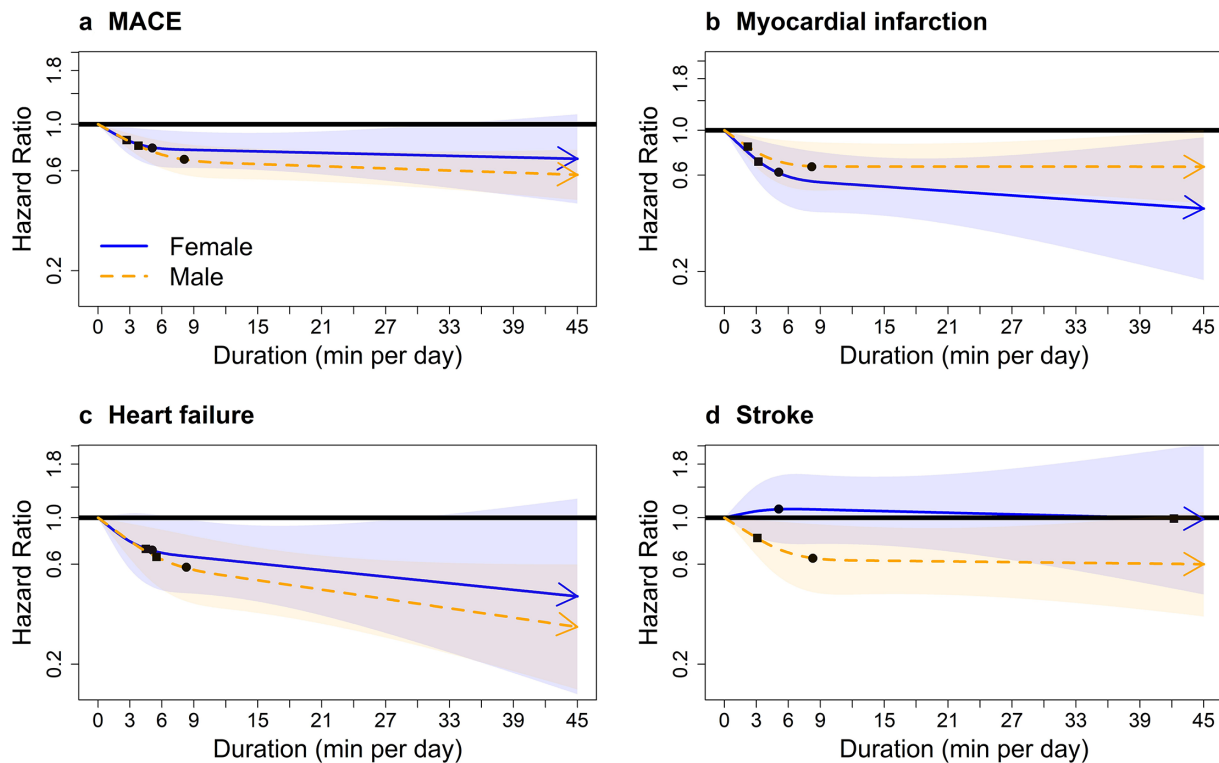 a MACE
Hazard Ratio
1.8
1.0
0.6
0.2
Female
Male
0 3 6 9 15 21 27 33 39 45
Duration (min per day)
b Myocardial infarction
Hazard Ratio
1.8
1.0
0.6
0.2
0 3 6 9 15 21 27 33 39 45
Duration (min per day)
c Heart failure
Hazard Ratio
1.8
1.0
0.6
0.2
0 3 6 9 15 21 27 33 39 45
Duration (min per day)
d Stroke
Hazard Ratio
1.8
1.0
0.6
0.2
0 3 6 9 15 21 27 33 39 45
Duration (min per day)